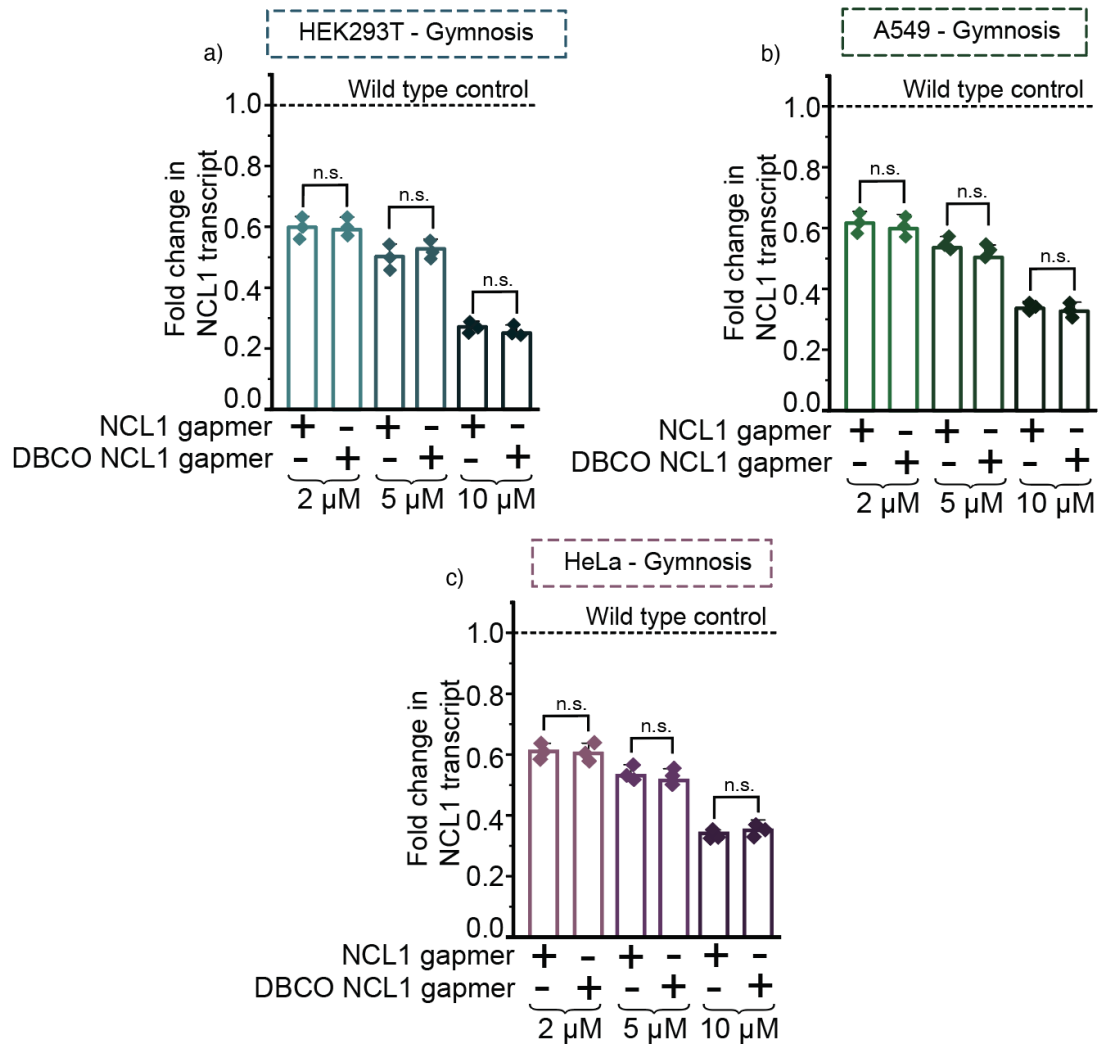 HEK293T - Gymnosis
a)
Wild type control
1.0
0.8
0.6
0.4
0.2
0.0
Fold change in
NCL1 transcript
n.s.
n.s.
n.s.
NCL1 gapmer + - + - + -
DBCO NCL1 gapmer - + - + - +
2 µM 5 µM 10 µM
A549 - Gymnosis
b)
Wild type control
1.0
0.8
0.6
0.4
0.2
0.0
Fold change in
NCL1 transcript
n.s.
n.s.
n.s.
NCL1 gapmer + - + - + -
DBCO NCL1 gapmer - + - + - +
2 µM 5 µM 10 µM
HeLa - Gymnosis
c)
Wild type control
1.0
0.8
0.6
0.4
0.2
0.0
Fold change in
NCL1 transcript
n.s.
n.s.
n.s.
NCL1 gapmer + - + - + -
DBCO NCL1 gapmer - + - + - +
2 µM 5 µM 10 µM